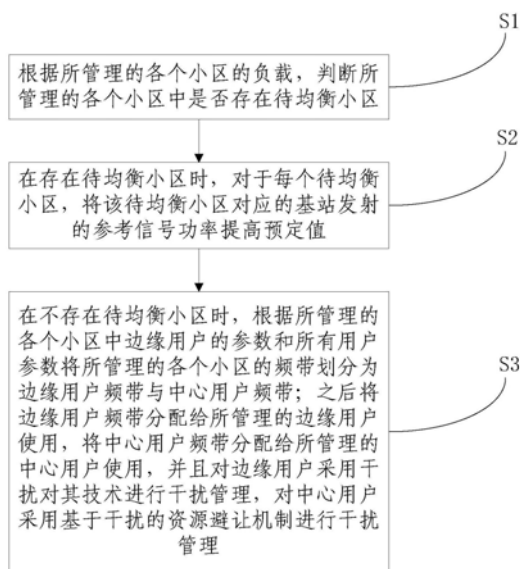 S1
根据所管理的各个小区的负载，判断所
管理的各个小区中是否存在待均衡小区
S2
在存在待均衡小区时，对于每个待均衡
小区，将该待均衡小区对应的基站发射
的参考信号功率提高预定值
S3
在不存在待均衡小区时，根据所管理的
各个小区中边缘用户的参数和所有用户
参数将所管理的各个小区的频带划分为
边缘用户频带与中心用户频带；之后将
边缘用户频带分配给所管理的边缘用户
使用，将中心用户频带分配给所管理的
中心用户使用，并且对边缘用户采用干
扰对其技术进行干扰管理，对中心用户
采用基于干扰的资源避让机制进行干扰
管理